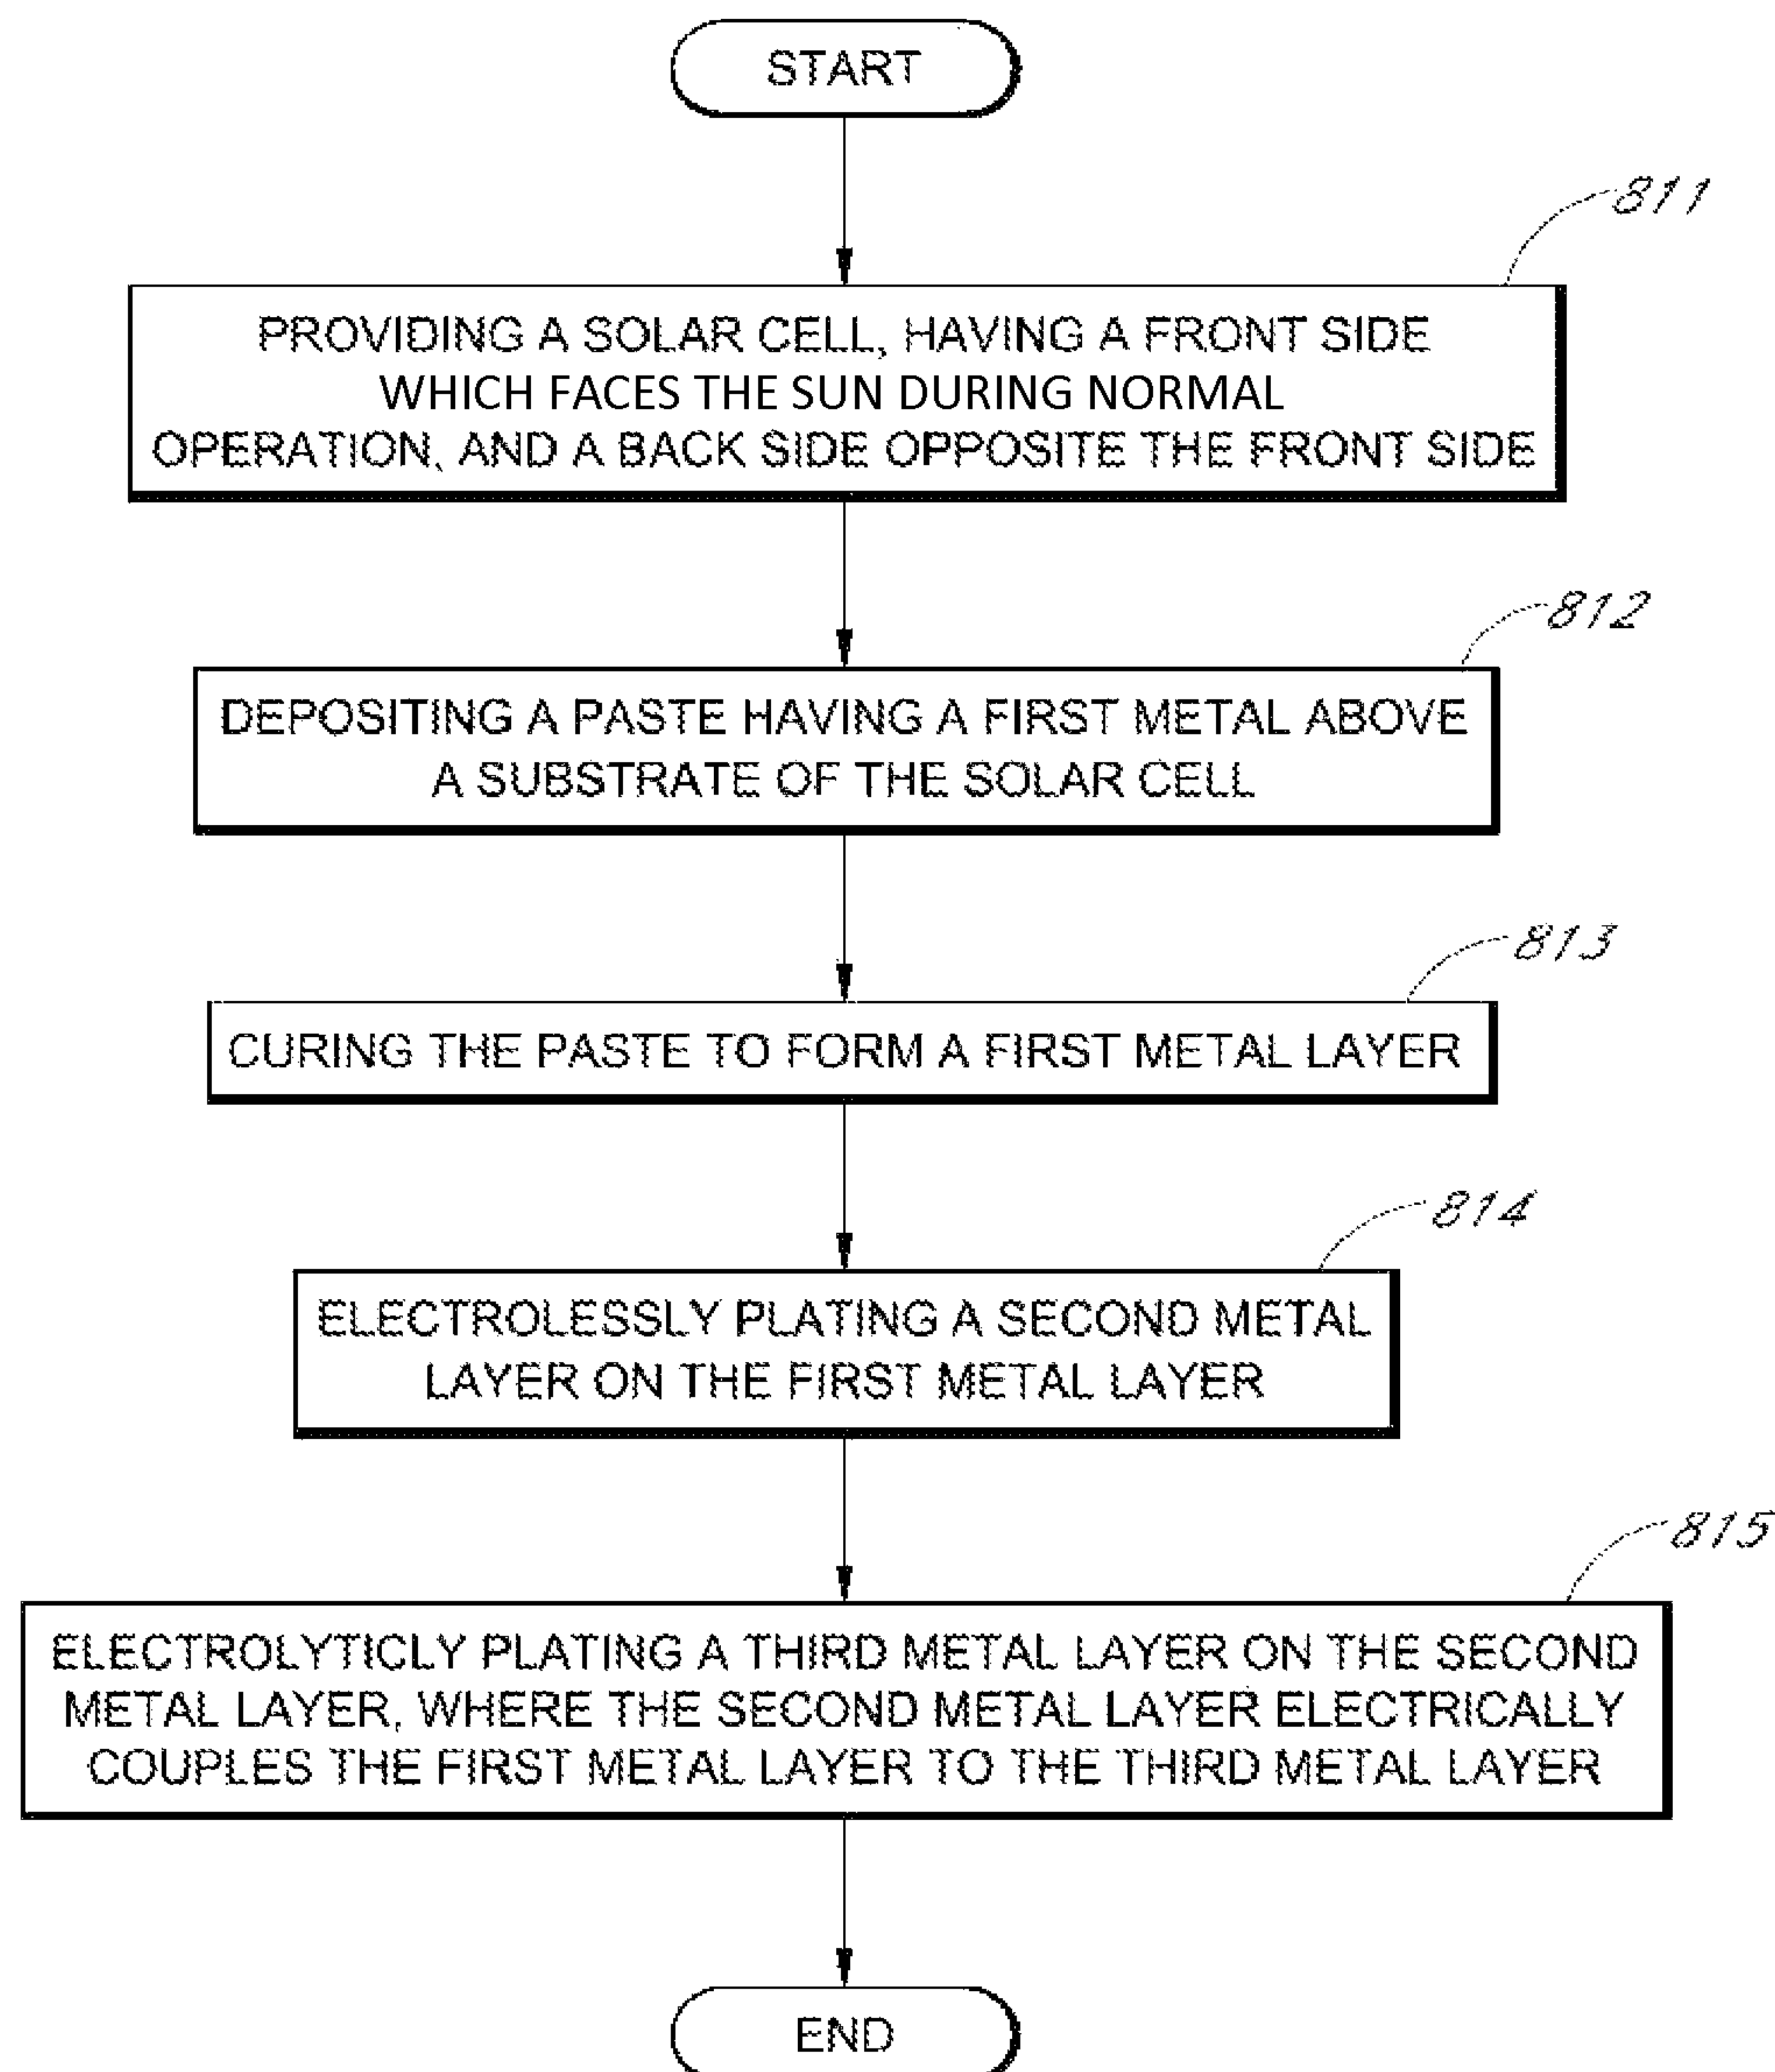 START
811
PROVIDING A SOLAR CELL, HAVING A FRONT SIDE
WHICH FACES THE SUN DURING NORMAL
OPERATION, AND A BACK SIDE OPPOSITE THE FRONT SIDE
812
DEPOSITING A PASTE HAVING A FIRST METAL ABOVE
A SUBSTRATE OF THE SOLAR CELL
813
CURING THE PASTE TO FORM A FIRST METAL LAYER
814
ELECTROLESSLY PLATING A SECOND METAL
LAYER ON THE FIRST METAL LAYER
815
ELECTROLYTICLY PLATING A THIRD METAL LAYER ON THE SECOND
METAL LAYER, WHERE THE SECOND METAL LAYER ELECTRICALLY
COUPLES THE FIRST METAL LAYER TO THE THIRD METAL LAYER
END